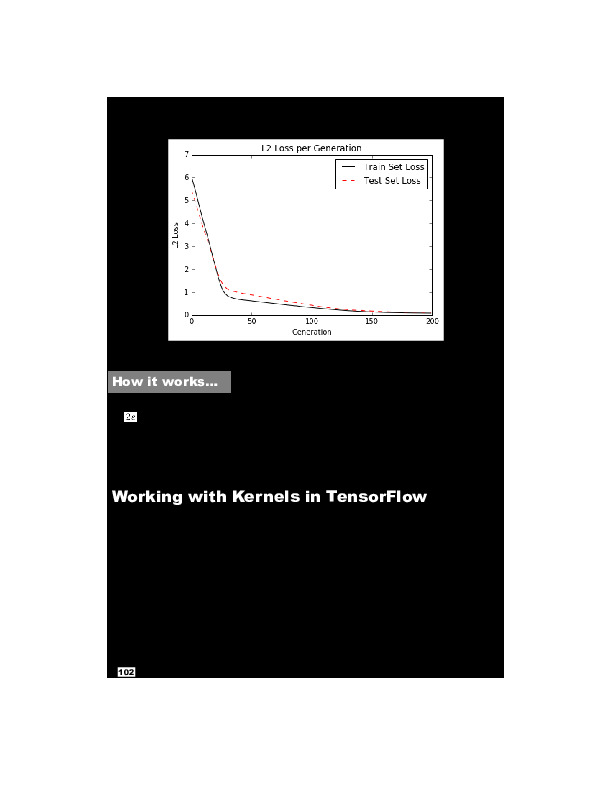 L2 Loss per Generation
7
Train Set Loss
6
Test Set Loss
5
4
L2 Loss
3
2
1
0
0 50 100 150 200
Generation
How it works...
2ε
Working with Kernels in TensorFlow
102